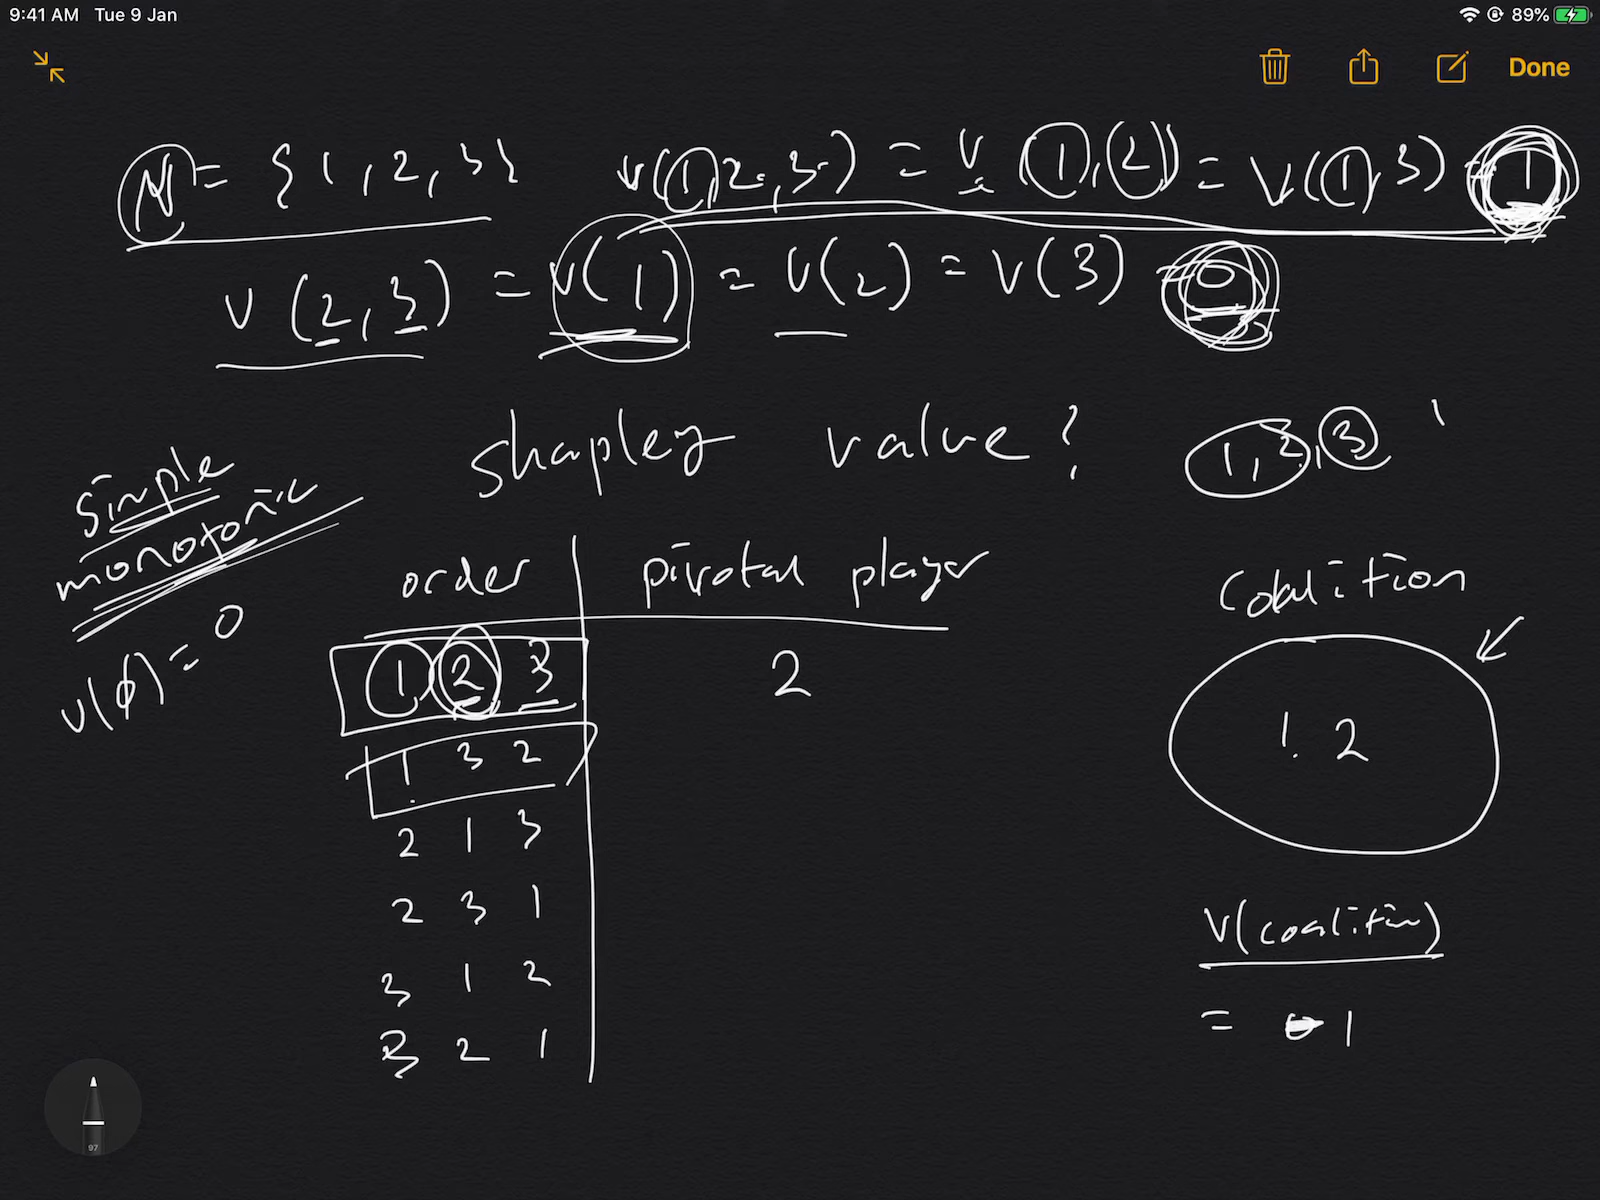 9:41 AM Tue 9 Jan 89%
Done
N = {1, 2, 3} v(1, 2, 3) = v(1, 2) = v(1, 3) = 1
v(2, 3) = v(1) = v(2) = v(3) = 0
shapley value? 1, 2, 3
simple
monotonic
v(ϕ) = 0
order pivotal player
1 2 3 2
1 3 2
2 1 3
2 3 1
3 1 2
3 2 1
Coalition
1. 2
v(coalition)
= 1
97